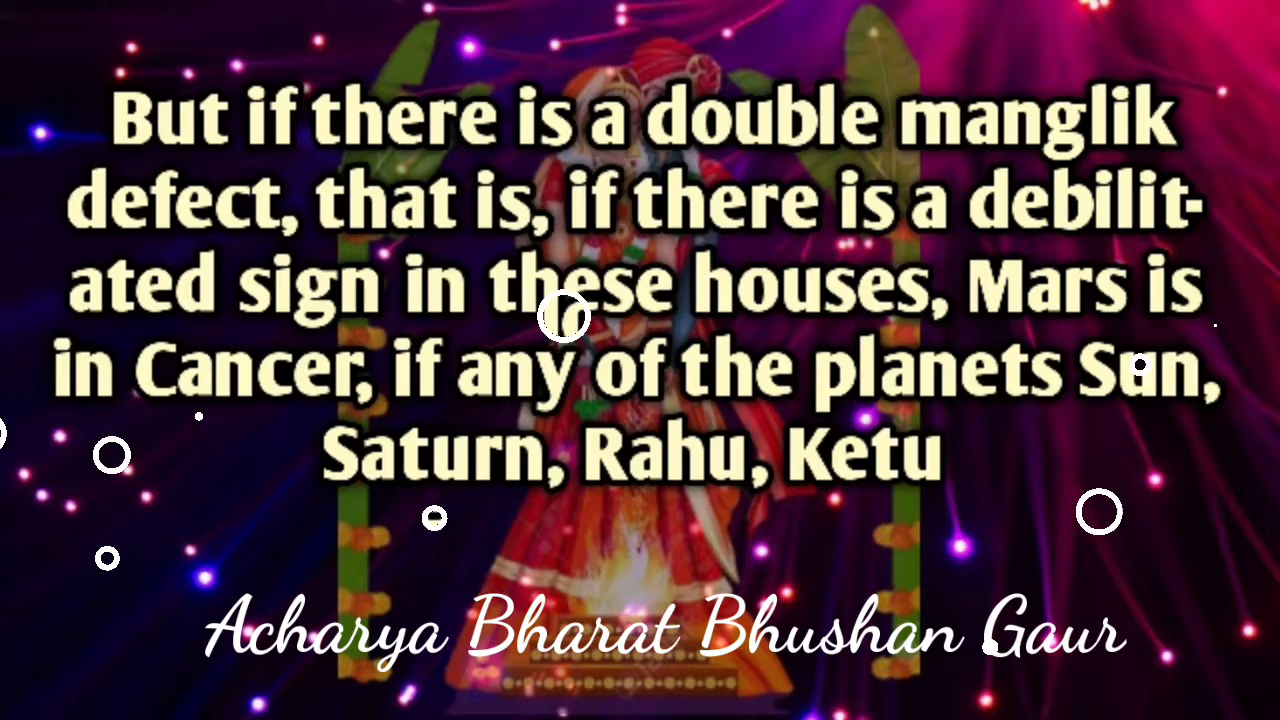 But if there is a double manglik
defect, that is, if there is a debilit-
ated sign in these houses, Mars is
in Cancer, if any of the planets Sun,
Saturn, Rahu, Ketu
Acharya Bharat Bhushan Gaur